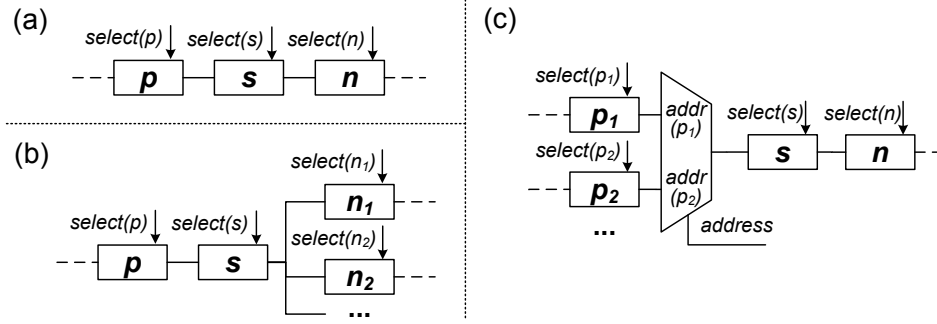 (a)
select(p) select(s) select(n)
p s n
(b)
select(n1)
n1
select(p) select(s) select(n2)
p s n2
...
(c)
select(p1)
p1 addr (p1) select(s) select(n)
s n
select(p2)
p2 addr (p2)
... address